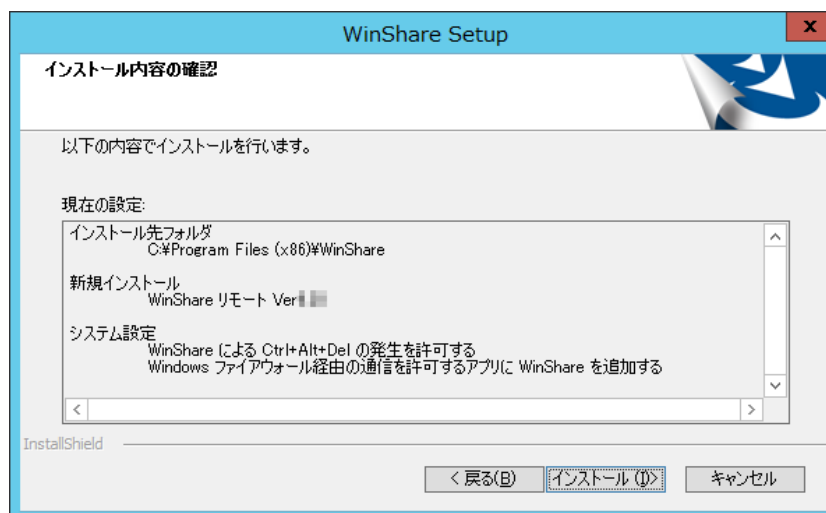 WinShare Setup
x
インストール内容の確認
以下の内容でインストールを行います。
現在の設定:
インストール先フォルダ
C:¥Program Files (x86)¥WinShare
新規インストール
WinShare リモート Ver
システム設定
WinShare による Ctrl+Alt+Del の発生を許可する
Windows ファイアウォール経由の通信を許可するアプリに WinShare を追加する
InstallShield
< 戻る(B)
インストール (I)>
キャンセル